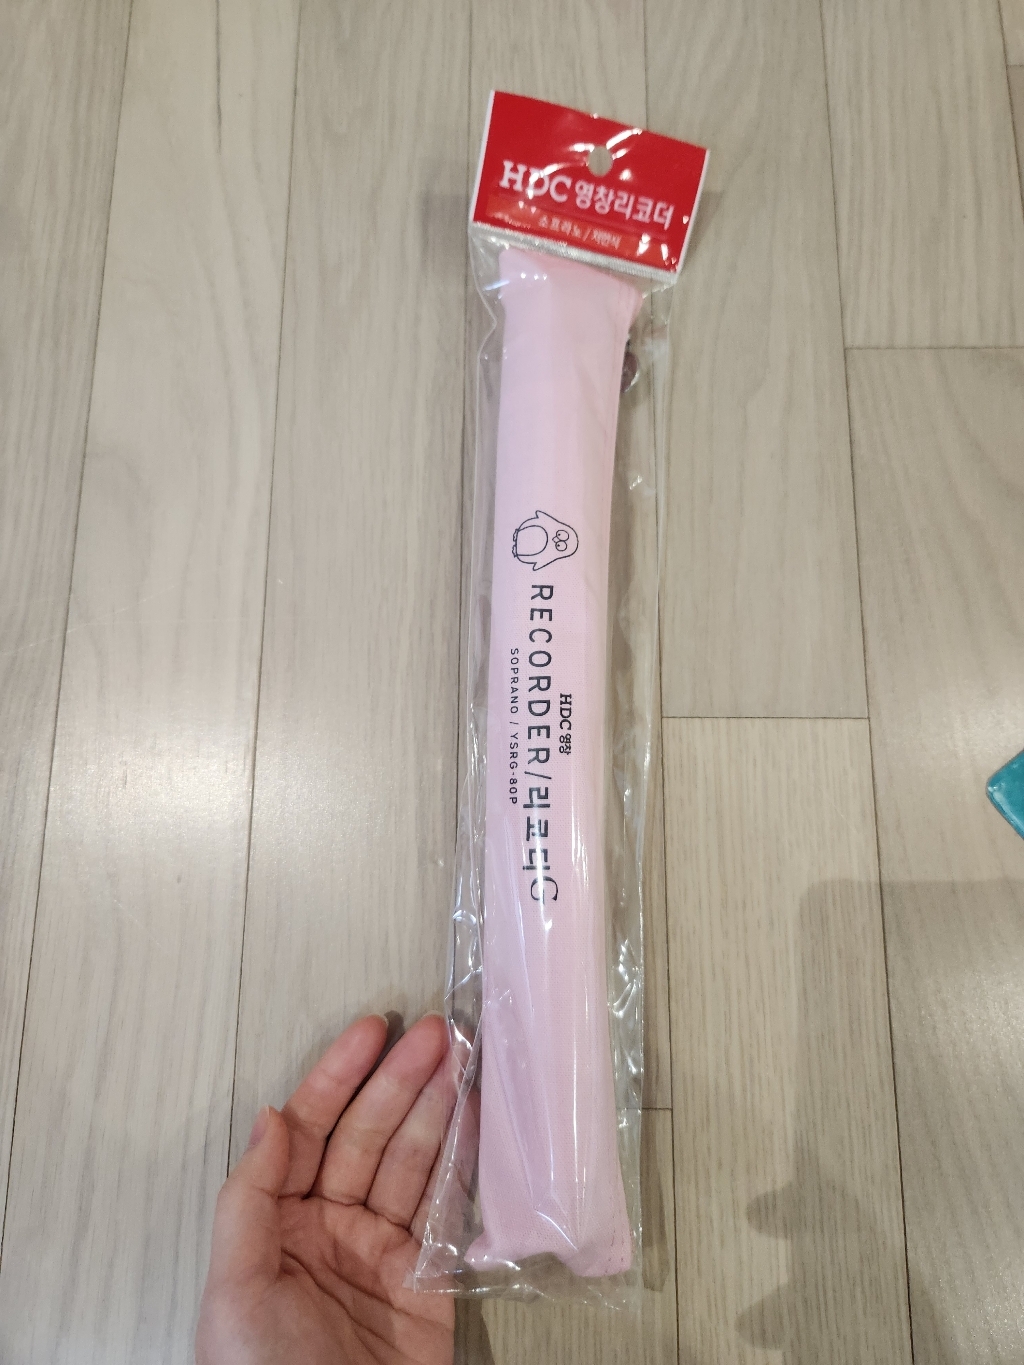 HDC 영창리코더
소프라노 / 저먼식
HDC 영창
RECORDER/리코더G
SOPRANO / YSRG-80P